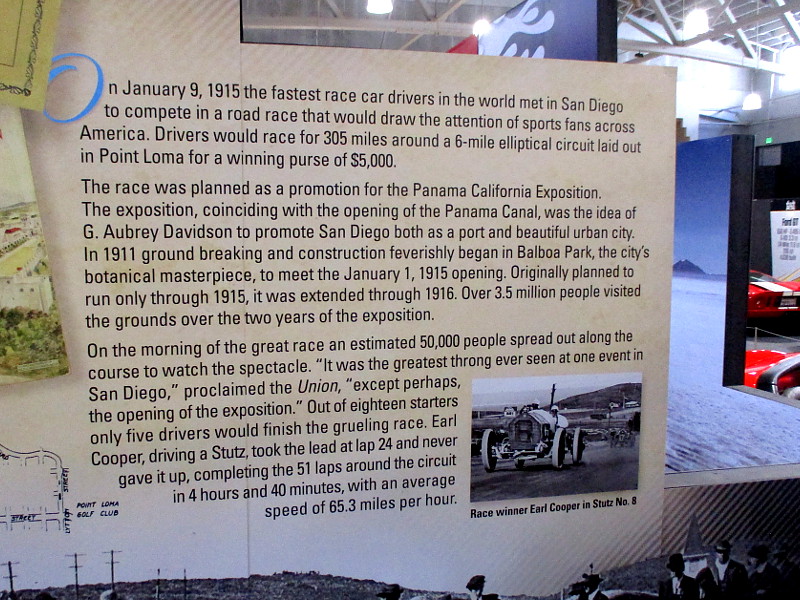 On January 9, 1915 the fastest race car drivers in the world met in San Diego
to compete in a road race that would draw the attention of sports fans across
America. Drivers would race for 305 miles around a 6-mile elliptical circuit laid out
in Point Loma for a winning purse of $5,000.
The race was planned as a promotion for the Panama California Exposition.
The exposition, coinciding with the opening of the Panama Canal, was the idea of
G. Aubrey Davidson to promote San Diego both as a port and beautiful urban city.
In 1911 ground breaking and construction feverishly began in Balboa Park, the city's
botanical masterpiece, to meet the January 1, 1915 opening. Originally planned to
run only through 1915, it was extended through 1916. Over 3.5 million people visited
the grounds over the two years of the exposition.
On the morning of the great race an estimated 50,000 people spread out along the
course to watch the spectacle. "It was the greatest throng ever seen at one event in
San Diego," proclaimed the Union, "except perhaps,
the opening of the exposition." Out of eighteen starters
only five drivers would finish the grueling race. Earl
Cooper, driving a Stutz, took the lead at lap 24 and never
gave it up, completing the 51 laps around the circuit
in 4 hours and 40 minutes, with an average
speed of 65.3 miles per hour.
Race winner Earl Cooper in Stutz No. 8
POINT LOMA
GOLF CLUB
LYTTON STREET
STREET
Ford GT